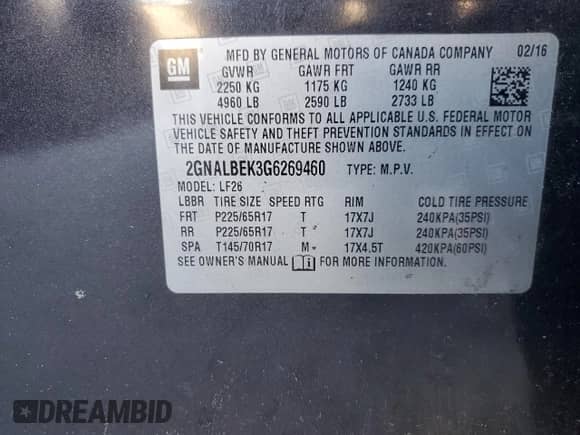 GM
MFD BY GENERAL MOTORS OF CANADA COMPANY 02/16
GVWR GAWR FRT GAWR RR
2250 KG 1175 KG 1240 KG
4960 LB 2590 LB 2733 LB
THIS VEHICLE CONFORMS TO ALL APPLICABLE U.S. FEDERAL MOTOR
VEHICLE SAFETY AND THEFT PREVENTION STANDARDS IN EFFECT ON
THE DATE OF MANUFACTURE SHOWN ABOVE.
2GNALBEK3G6269460 TYPE: M.P.V.
MODEL: LF26
LBBR TIRE SIZE SPEED RTG RIM COLD TIRE PRESSURE
FRT P225/65R17 T 17X7J 240KPA(35PSI)
RR P225/65R17 T 17X7J 240KPA(35PSI)
SPA T145/70R17 M 17X4.5T 420KPA(60PSI)
SEE OWNER'S MANUAL FOR MORE INFORMATION.
DREAMBID